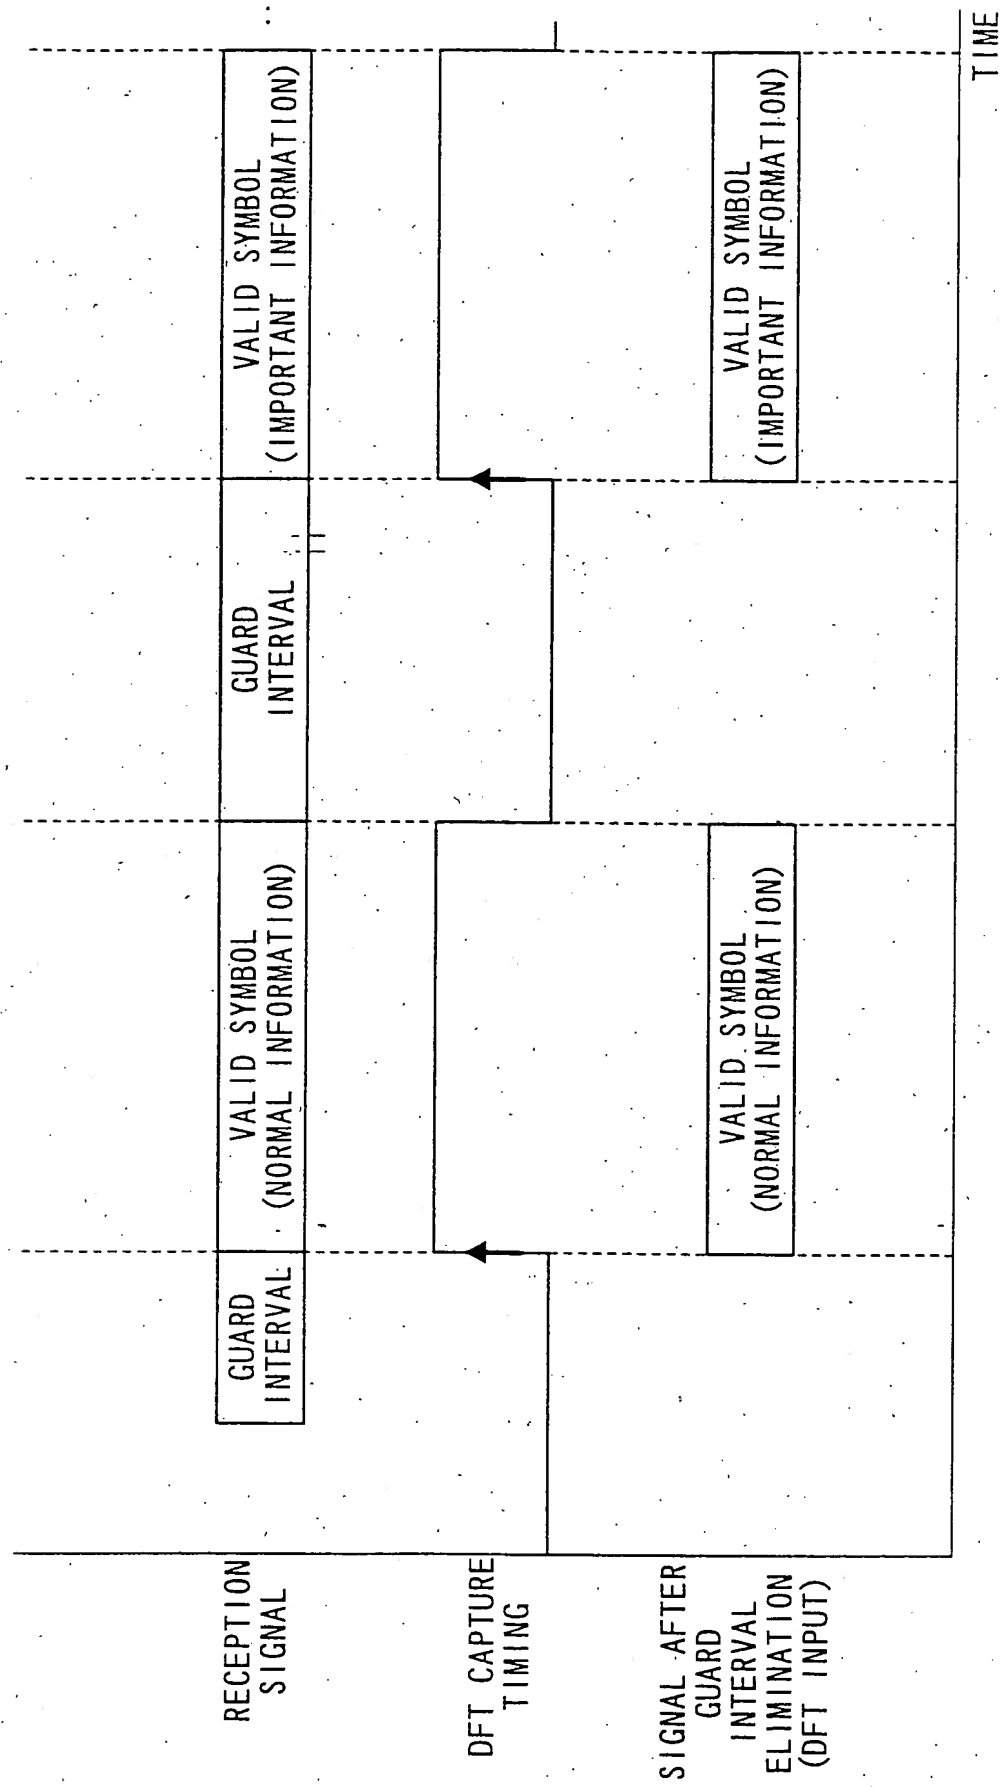 RECEPTION
SIGNAL
GUARD
INTERVAL
VALID SYMBOL
(NORMAL INFORMATION)
GUARD
INTERVAL
VALID SYMBOL
(IMPORTANT INFORMATION)
DFT CAPTURE
TIMING
SIGNAL AFTER
GUARD
INTERVAL
ELIMINATION
(DFT INPUT)
VALID SYMBOL
(NORMAL INFORMATION)
VALID SYMBOL
(IMPORTANT INFORMATION)
TIME